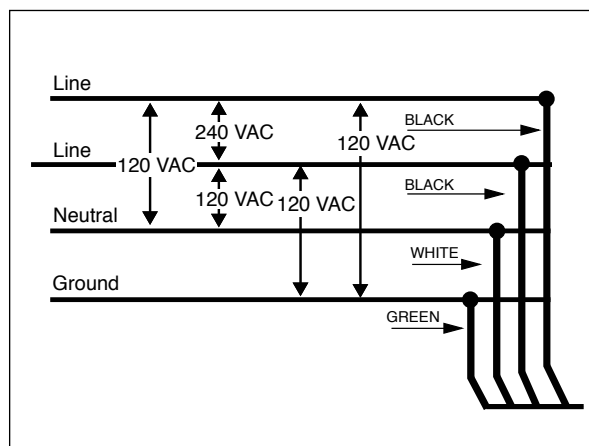 Line
BLACK
240 VAC
120 VAC
Line
120 VAC
120 VAC
BLACK
120 VAC
Neutral
WHITE
Ground
GREEN